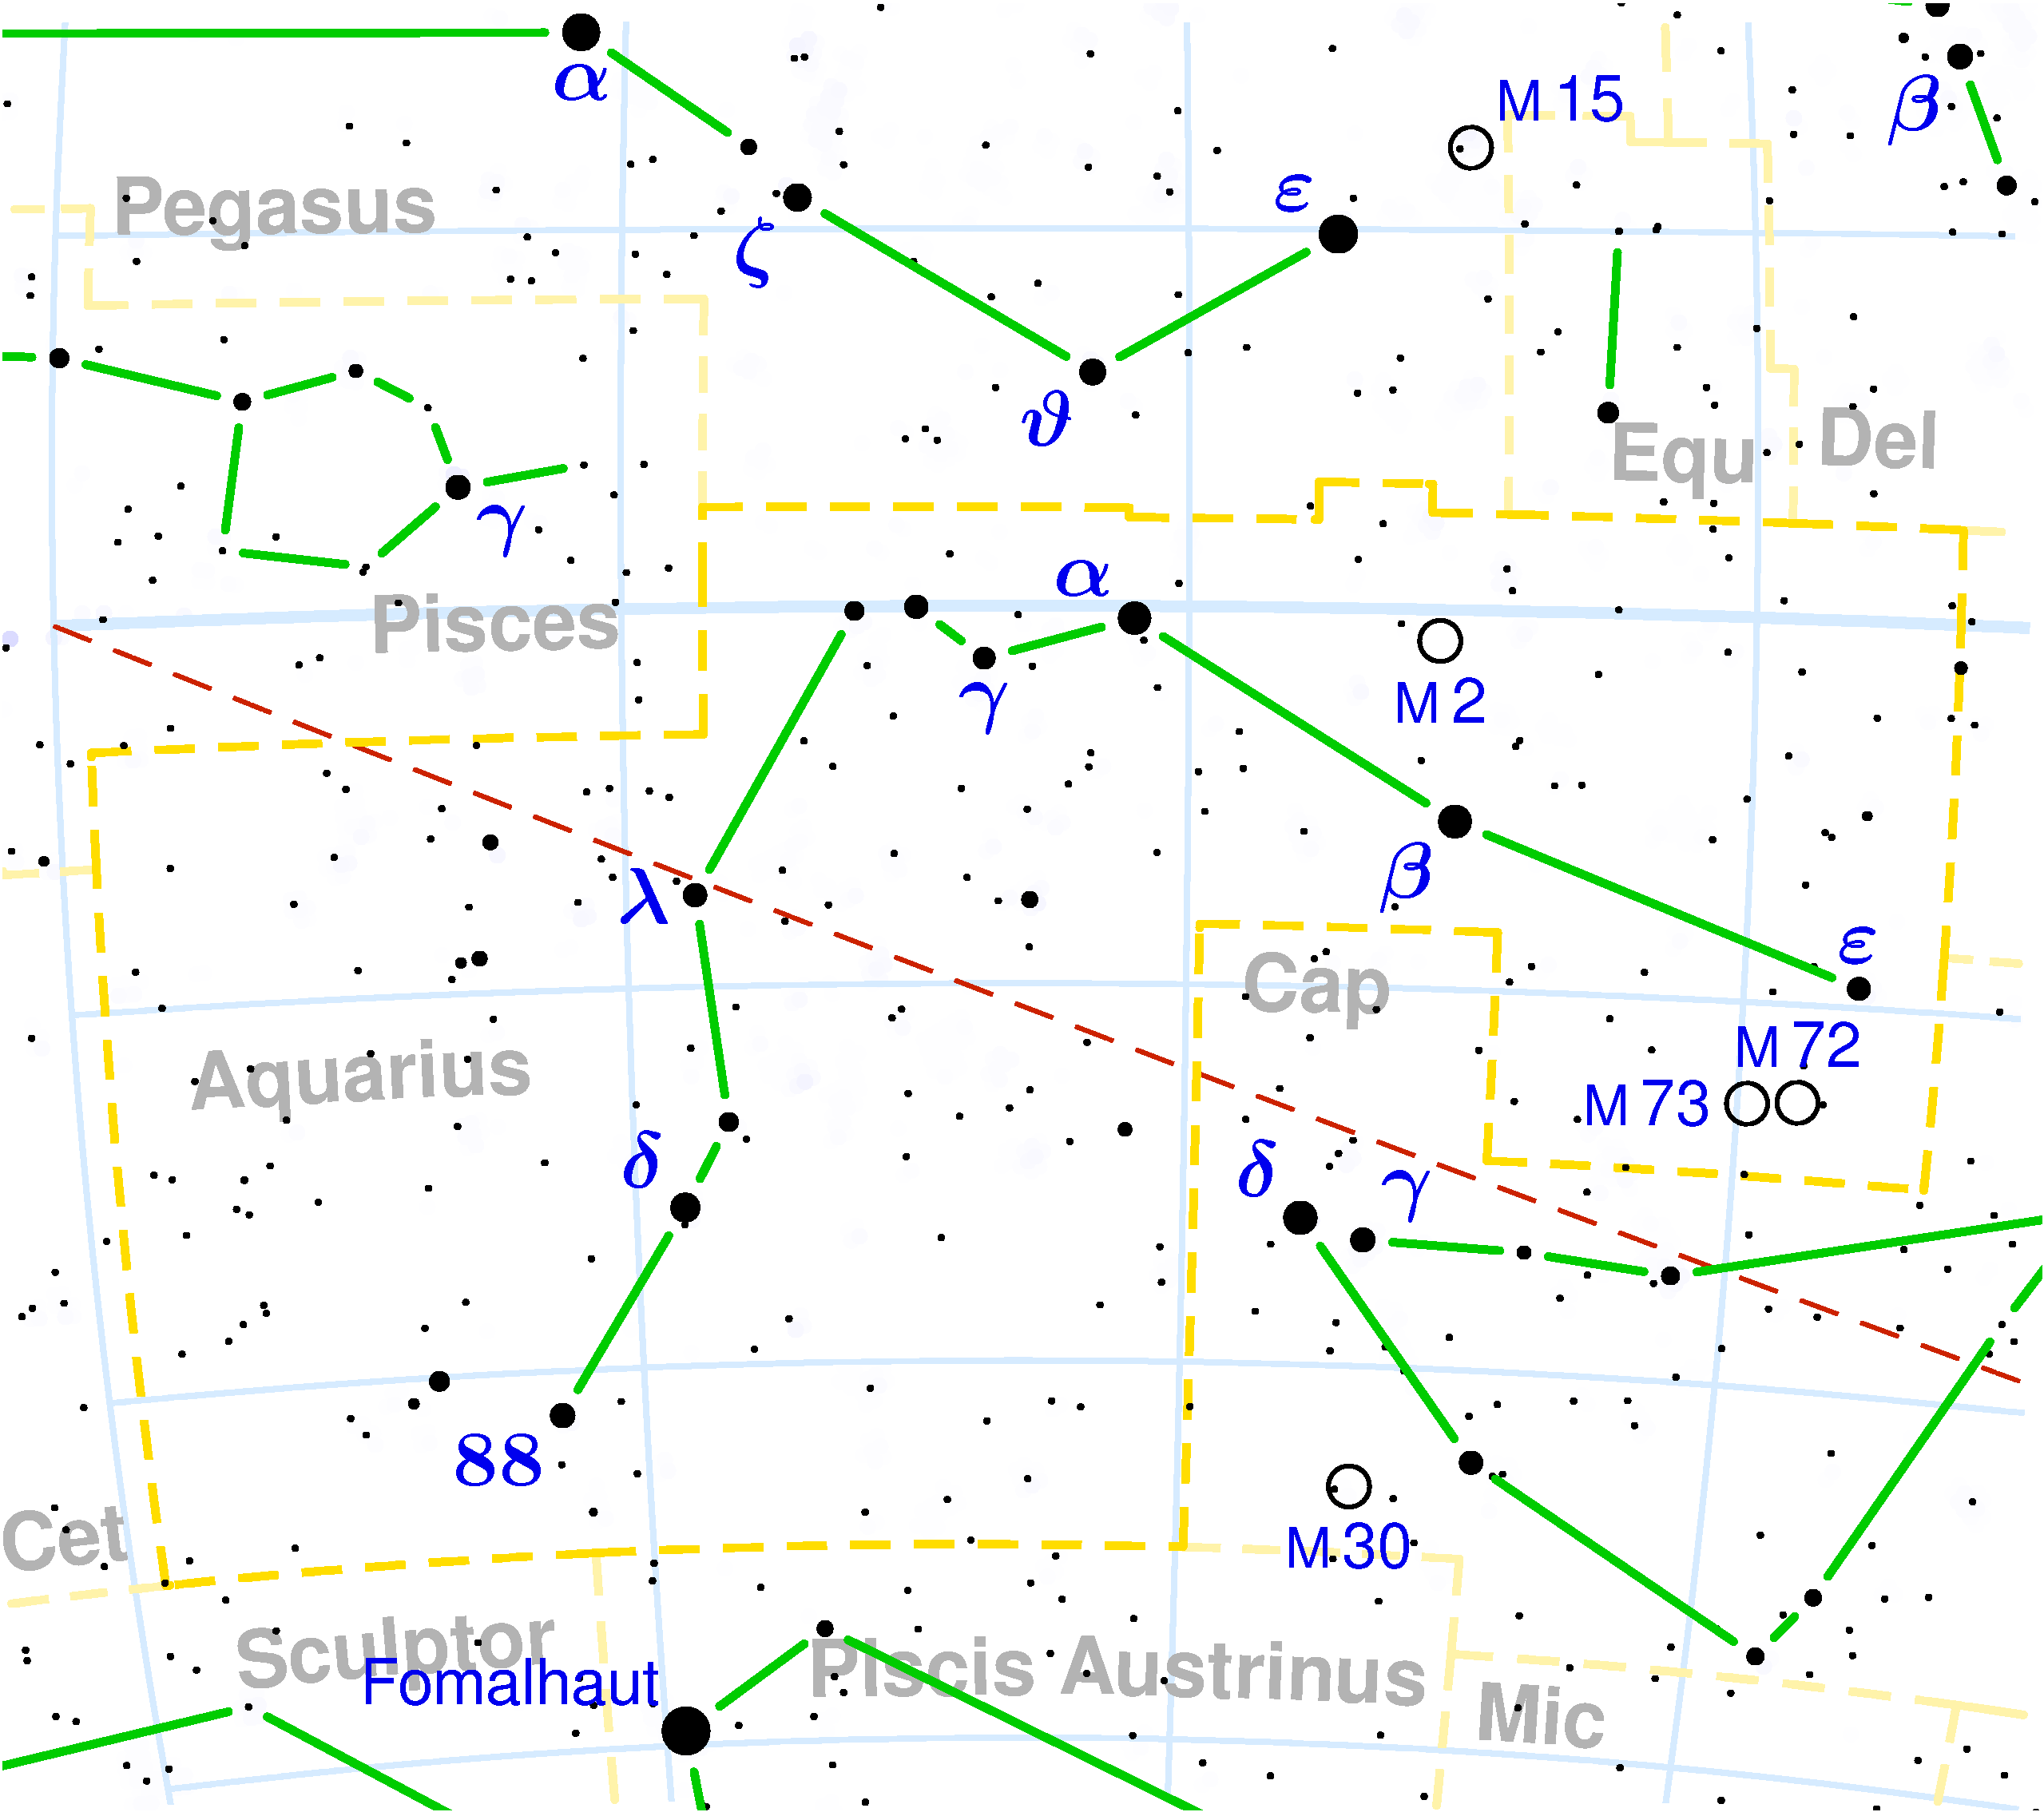 α
M 15
β
Pegasus
ε
ζ
ϑ
Equ
Del
γ
α
Pisces
γ
M 2
β
λ
ε
Cap
M 72
Aquarius
M 73
δ
δ
γ
88
Cet
M 30
Sculptor
Fomalhaut
PIscis Austrinus
Mic